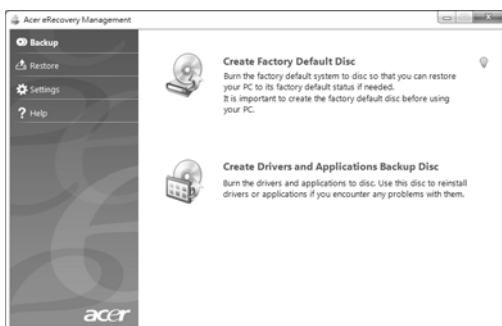 Acer eRecovery Management
Backup
Restore
Settings
Help
Create Factory Default Disc
Burn the factory default system to disc so that you can restore
your PC to its factory default status if needed.
It is important to create the factory default disc before using
your PC.
Create Drivers and Applications Backup Disc
Burn the drivers and applications to disc. Use this disc to reinstall
drivers or applications if you encounter any problems with them.
acer